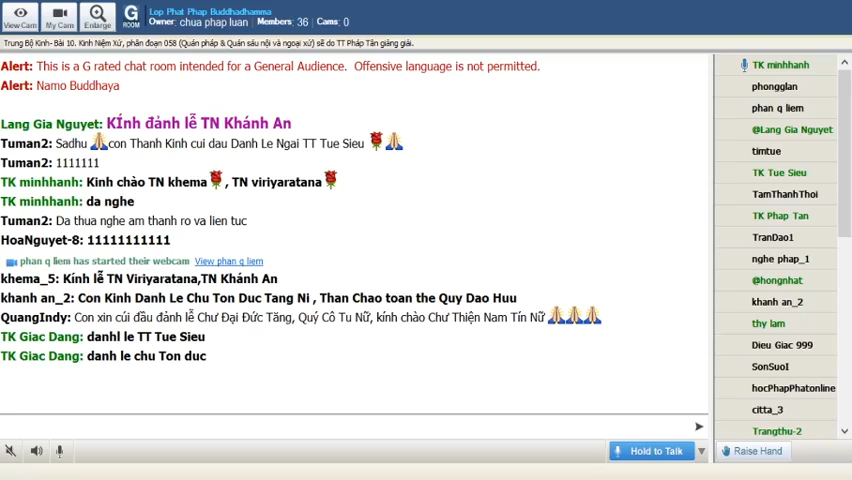 View Cam
My Cam
Enlarge
G
ROOM
Lop Phat Phap Buddhadhamma
Owner: chua phap luan Members: 36 Cams: 0
Trung Bộ Kinh- Bài 10. Kinh Niệm Xứ, phân đoạn 058 (Quán pháp & Quán sáu nội và ngoại xứ) sẽ do TT Pháp Tân giảng giải.
Alert: This is a G rated chat room intended for a General Audience. Offensive language is not permitted.
Alert: Namo Buddhaya
Lang Gia Nguyet: KÍnh đảnh lễ TN Khánh An
Tuman2: Sadhu con Thanh Kinh cui dau Danh Le Ngai TT Tue Sieu
Tuman2: 1111111
TK minhhanh: Kinh chào TN khema , TN viriyaratana
TK minhhanh: da nghe
Tuman2: Da thua nghe am thanh ro va lien tuc
HoaNguyet-8: 11111111111
phan q liem has started their webcam View phan q liem
khema_5: Kính lễ TN Viriyaratana,TN Khánh An
khanh an_2: Con Kinh Danh Le Chu Ton Duc Tang Ni , Than Chao toan the Quy Dao Huu
QuangIndy: Con xin cúi đầu đảnh lễ Chư Đại Đức Tăng, Quý Cô Tu Nữ, kính chào Chư Thiện Nam Tín Nữ
TK Giac Dang: danhl le TT Tue Sieu
TK Giac Dang: danh le chu Ton duc
TK minhhanh
phongglan
phan q liem
@Lang Gia Nguyet
timtue
TK Tue Sieu
TamThanhThoi
TK Phap Tan
TranDao1
nghe phap_1
@hongnhat
khanh an_2
thy lam
Dieu Giac 999
SonSuoI
hocPhapPhatonline
citta_3
Trangthu-2
Hold to Talk
Raise Hand